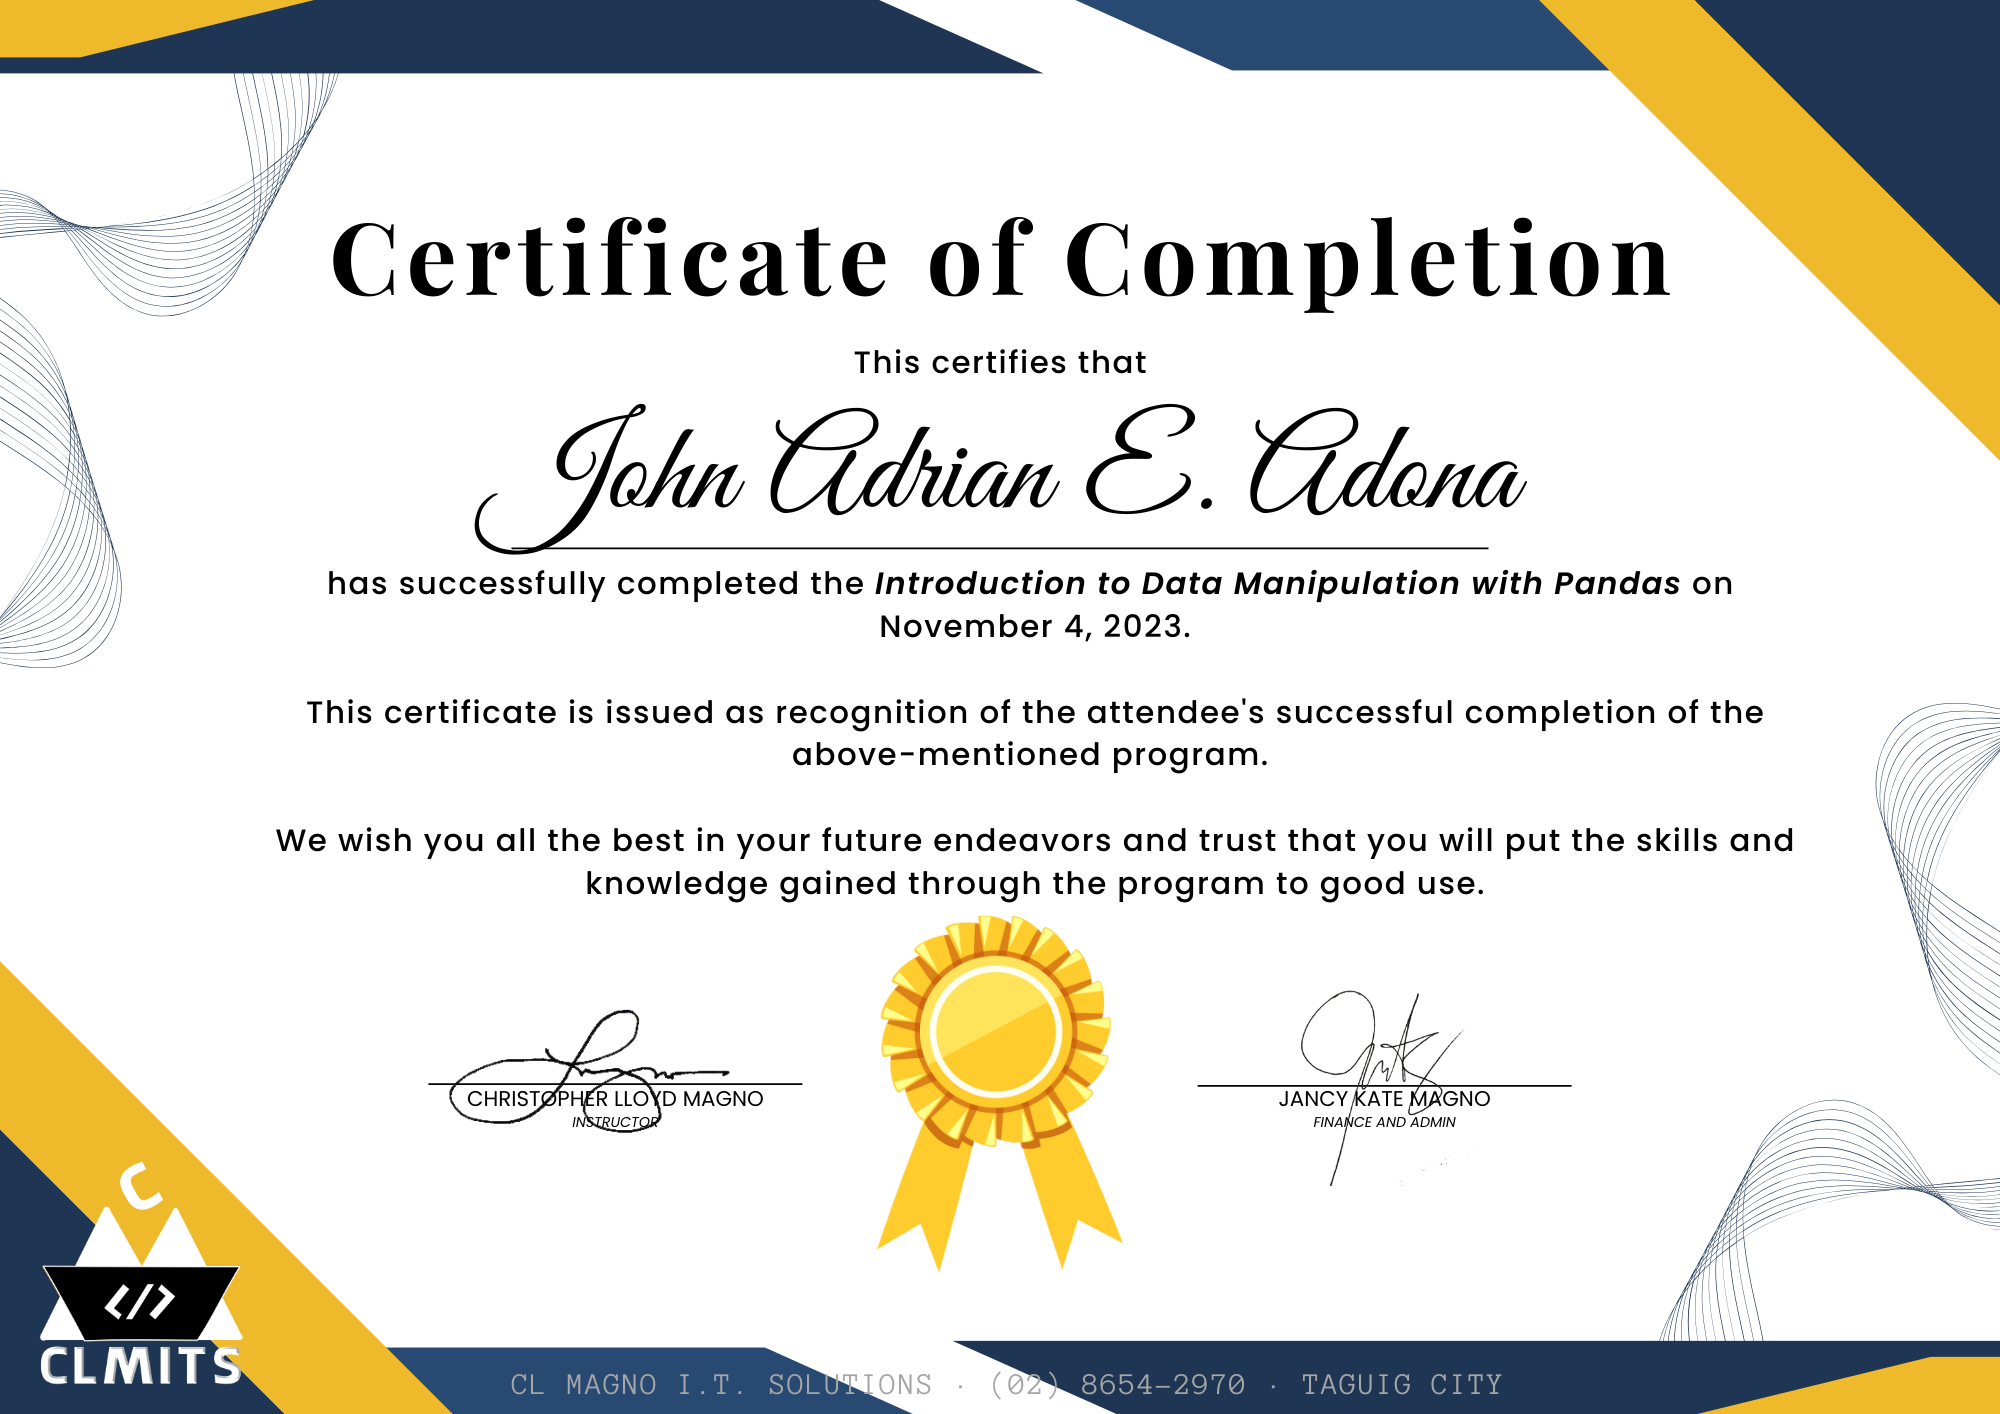 Certificate of Completion
This certifies that
John Adrian E. Adona
has successfully completed the Introduction to Data Manipulation with Pandas on
November 4, 2023.
This certificate is issued as recognition of the attendee's successful completion of the
above-mentioned program.
We wish you all the best in your future endeavors and trust that you will put the skills and
knowledge gained through the program to good use.
CHRISTOPHER LLOYD MAGNO
INSTRUCTOR
JANCY KATE MAGNO
FINANCE AND ADMIN
C
</>
CLMITS
CL MAGNO I.T. SOLUTIONS · (02) 8654-2970 · TAGUIG CITY